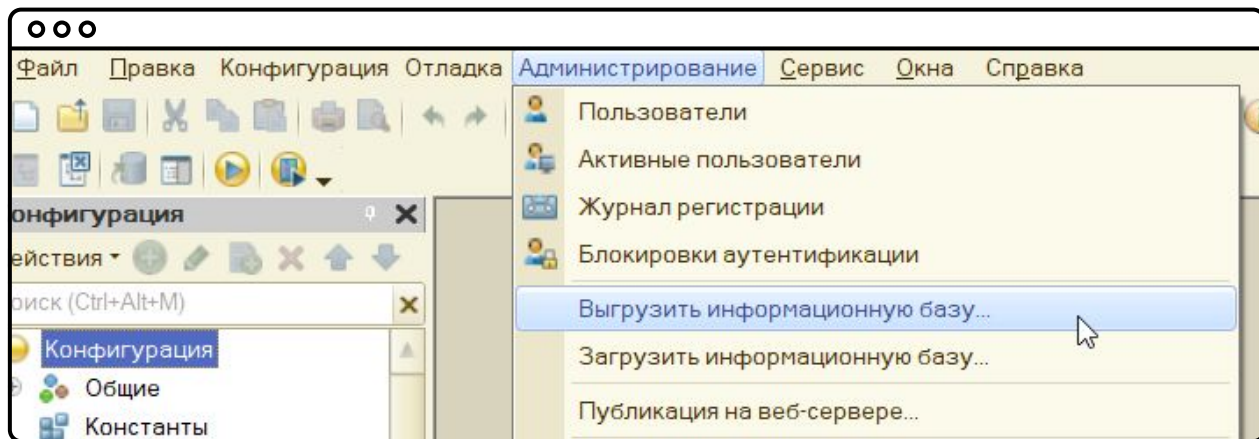 Файл Правка Конфигурация Отладка Администрирование Сервис Окна Справка
Пользователи
Активные пользователи
Журнал регистрации
Блокировки аутентификации
Выгрузить информационную базу...
Загрузить информационную базу...
Публикация на веб-сервере...
онфигурация
ействия
оиск (Ctrl+Alt+M)
Конфигурация
Общие
Константы